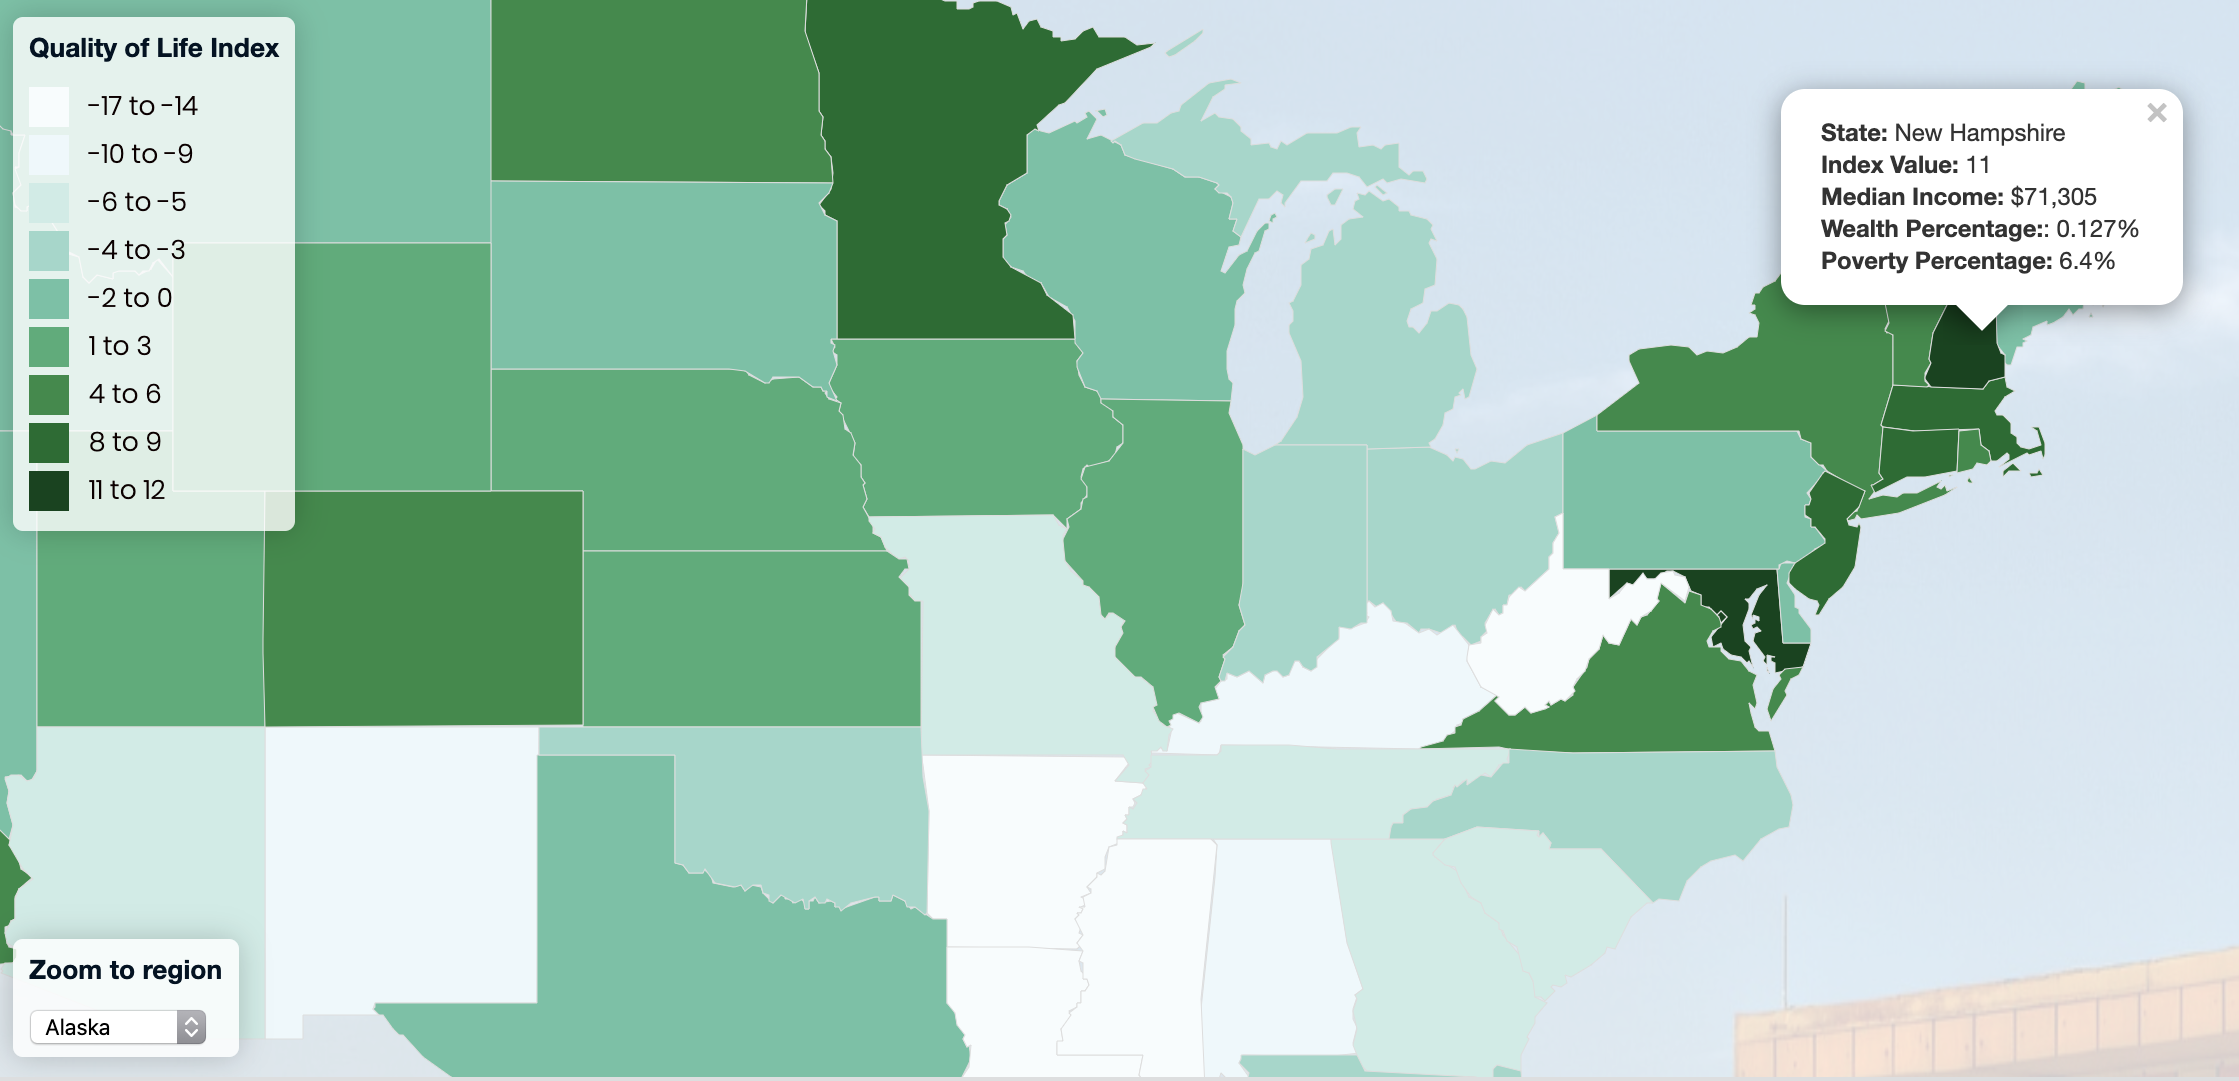 Quality of Life Index
-17 to -14
-10 to -9
-6 to -5
-4 to -3
-2 to 0
1 to 3
4 to 6
8 to 9
11 to 12
×
State: New Hampshire
Index Value: 11
Median Income: $71,305
Wealth Percentage:: 0.127%
Poverty Percentage: 6.4%
Zoom to region
Alaska